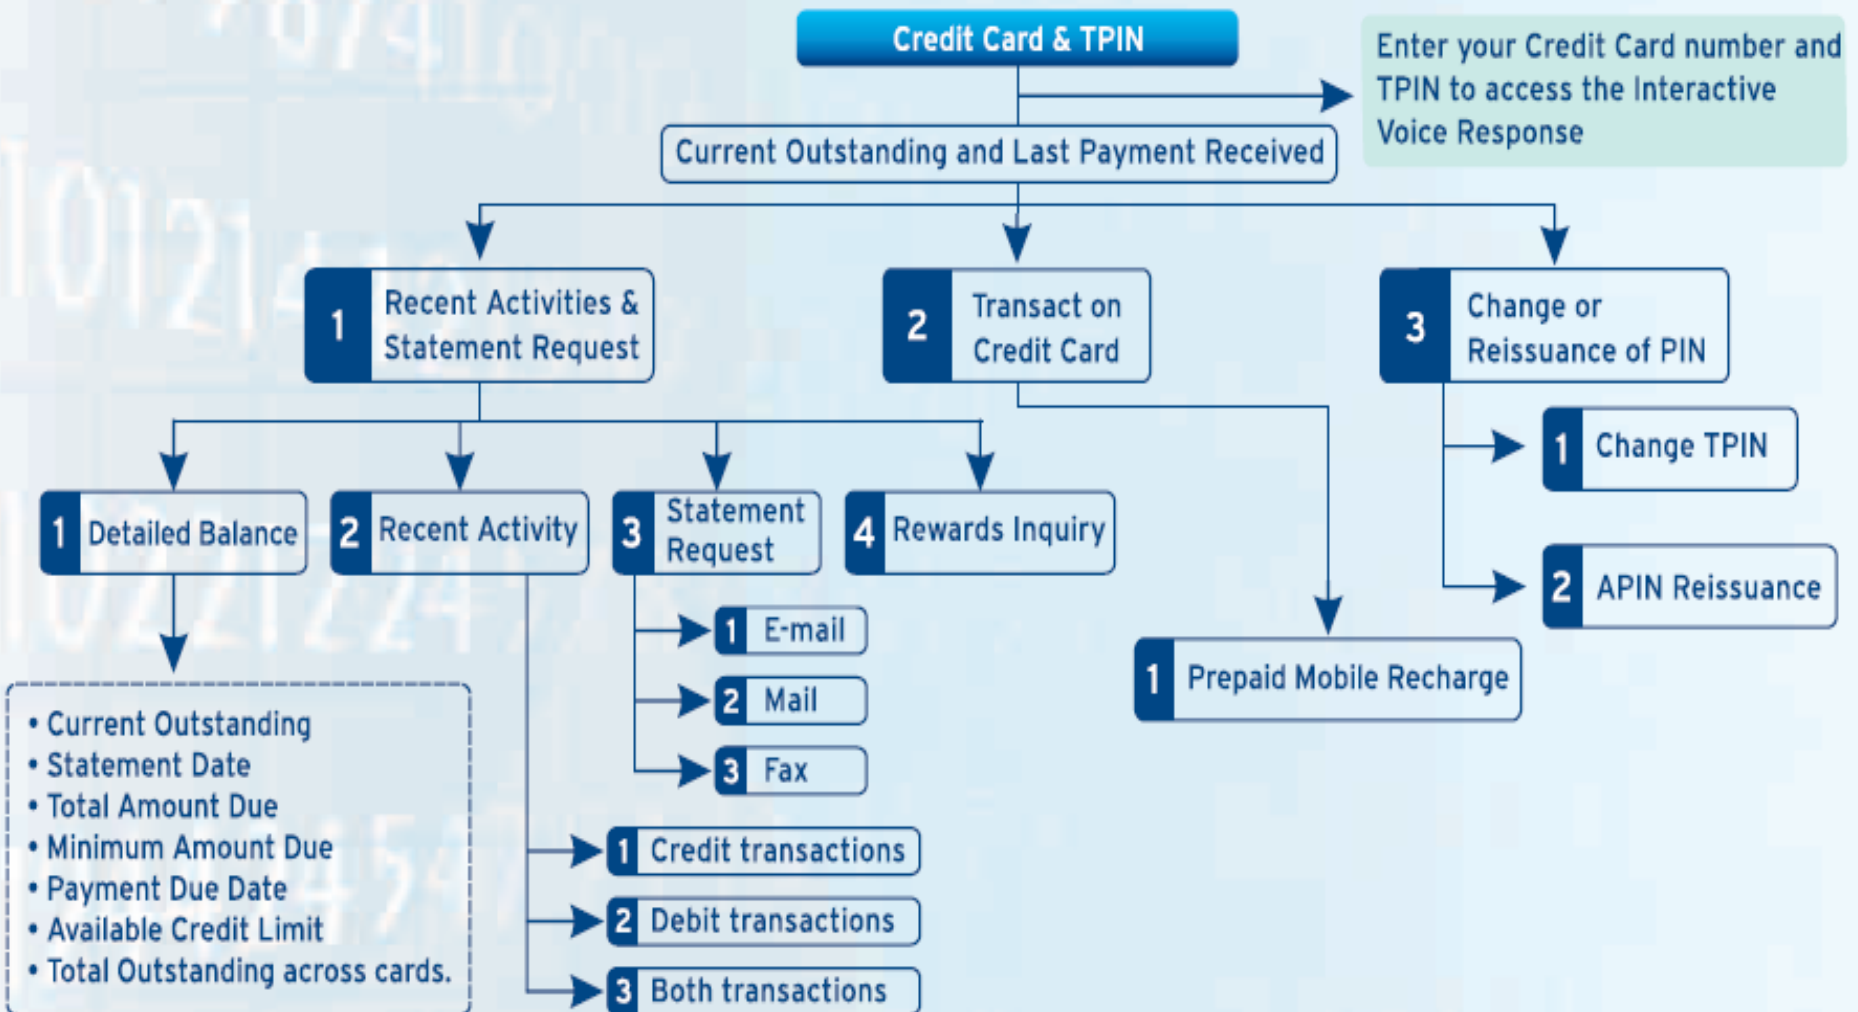 Credit Card & TPIN
Enter your Credit Card number and
TPIN to access the Interactive
Voice Response
Current Outstanding and Last Payment Received
1
Recent Activities &
Statement Request
2
Transact on
Credit Card
3
Change or
Reissuance of PIN
1 Change TPIN
2 APIN Reissuance
1 Detailed Balance
2 Recent Activity
3
Statement
Request
4 Rewards Inquiry
1 E-mail
2 Mail
3 Fax
1 Prepaid Mobile Recharge
• Current Outstanding
• Statement Date
• Total Amount Due
• Minimum Amount Due
• Payment Due Date
• Available Credit Limit
• Total Outstanding across cards.
1 Credit transactions
2 Debit transactions
3 Both transactions